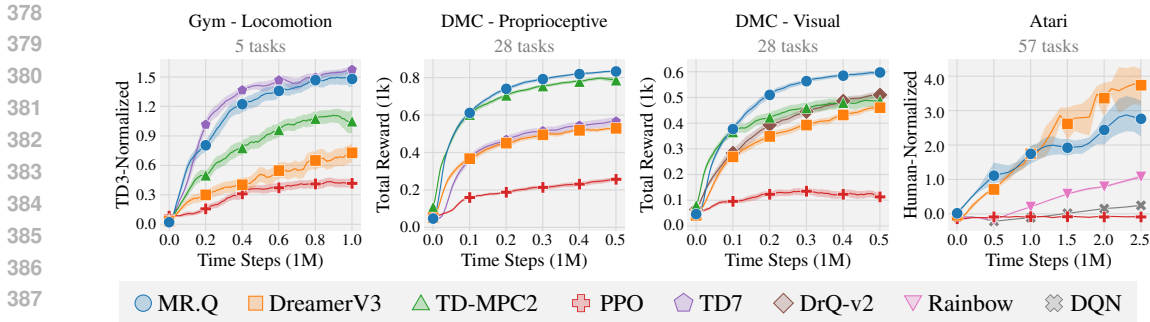 378
379
380
381
382
383
384
385
386
387
Gym - Locomotion
5 tasks
TD3-Normalized
1.5
1.2
0.9
0.6
0.3
0.0
0.0 0.2 0.4 0.6 0.8 1.0
Time Steps (1M)
DMC - Proprioceptive
28 tasks
Total Reward (1k)
0.8
0.6
0.4
0.2
0.0
0.0 0.1 0.2 0.3 0.4 0.5
Time Steps (1M)
DMC - Visual
28 tasks
Total Reward (1k)
0.6
0.5
0.4
0.3
0.2
0.1
0.0
0.0 0.1 0.2 0.3 0.4 0.5
Time Steps (1M)
Atari
57 tasks
Human-Normalized
4.0
3.0
2.0
1.0
0.0
0.0 0.5 1.0 1.5 2.0 2.5
Time Steps (1M)
MR.Q DreamerV3 TD-MPC2 PPO TD7 DrQ-v2 Rainbow DQN